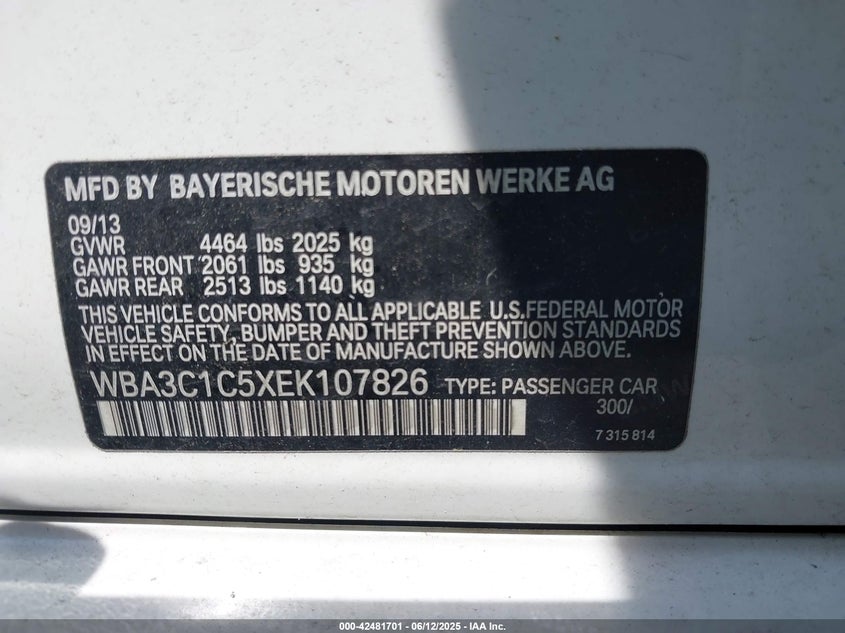 MFD BY BAYERISCHE MOTOREN WERKE AG
09/13
GVWR 4464 lbs 2025 kg
GAWR FRONT 2061 lbs 935 kg
GAWR REAR 2513 lbs 1140 kg
THIS VEHICLE CONFORMS TO ALL APPLICABLE U.S.FEDERAL MOTOR
VEHICLE SAFETY, BUMPER AND THEFT PREVENTION STANDARDS
IN EFFECT ON DATE OF MANUFACTURE SHOWN ABOVE.
WBA3C1C5XEK107826 TYPE: PASSENGER CAR
300/
7 315 814
000-42481701 - 06/12/2025 - IAA Inc.